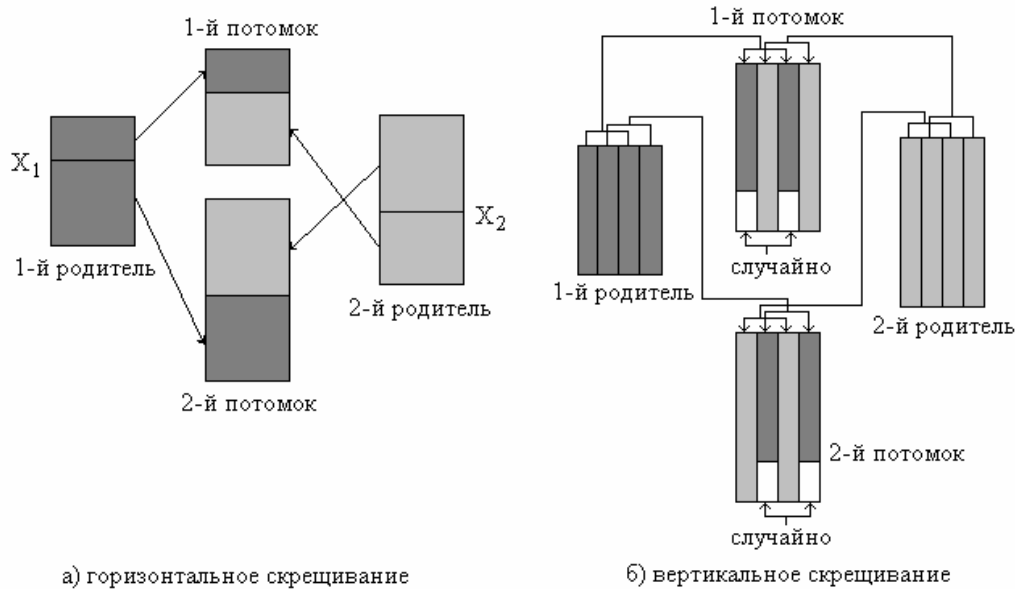 1-й потомок
X1
1-й родитель
X2
2-й родитель
2-й потомок
а) горизонтальное скрещивание
1-й потомок
случайно
1-й родитель
2-й родитель
2-й потомок
случайно
б) вертикальное скрещивание